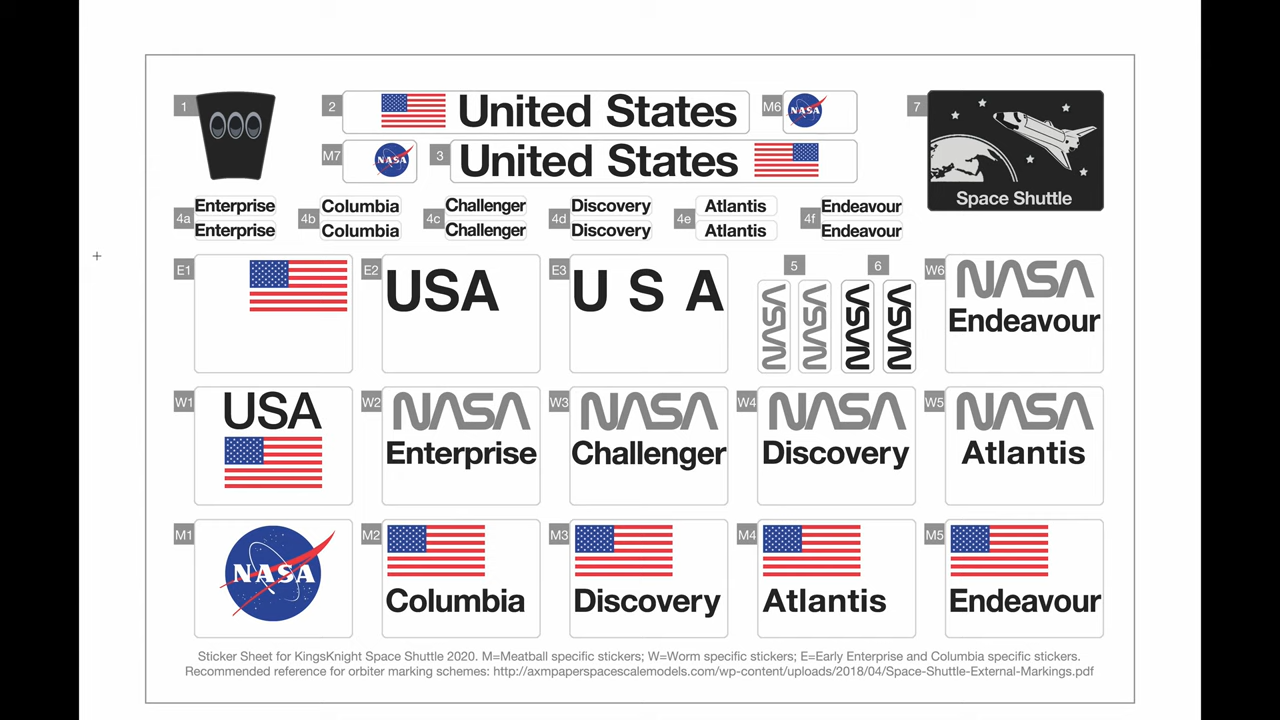 1
2
United States
M6
NASA
7
Space Shuttle
M7
NASA
3
United States
4a
Enterprise
Enterprise
4b
Columbia
Columbia
4c
Challenger
Challenger
4d
Discovery
Discovery
4e
Atlantis
Atlantis
4f
Endeavour
Endeavour
E1
E2
USA
E3
U S A
5
NASA
NASA
6
NASA
NASA
W6
NASA
Endeavour
W1
USA
W2
NASA
Enterprise
W3
NASA
Challenger
W4
NASA
Discovery
W5
NASA
Atlantis
M1
NASA
M2
Columbia
M3
Discovery
M4
Atlantis
M5
Endeavour
Sticker Sheet for KingsKnight Space Shuttle 2020. M=Meatball specific stickers; W=Worm specific stickers; E=Early Enterprise and Columbia specific stickers.
Recommended reference for orbiter marking schemes: http://axmpaperspacescalemodels.com/wp-content/uploads/2018/04/Space-Shuttle-External-Markings.pdf